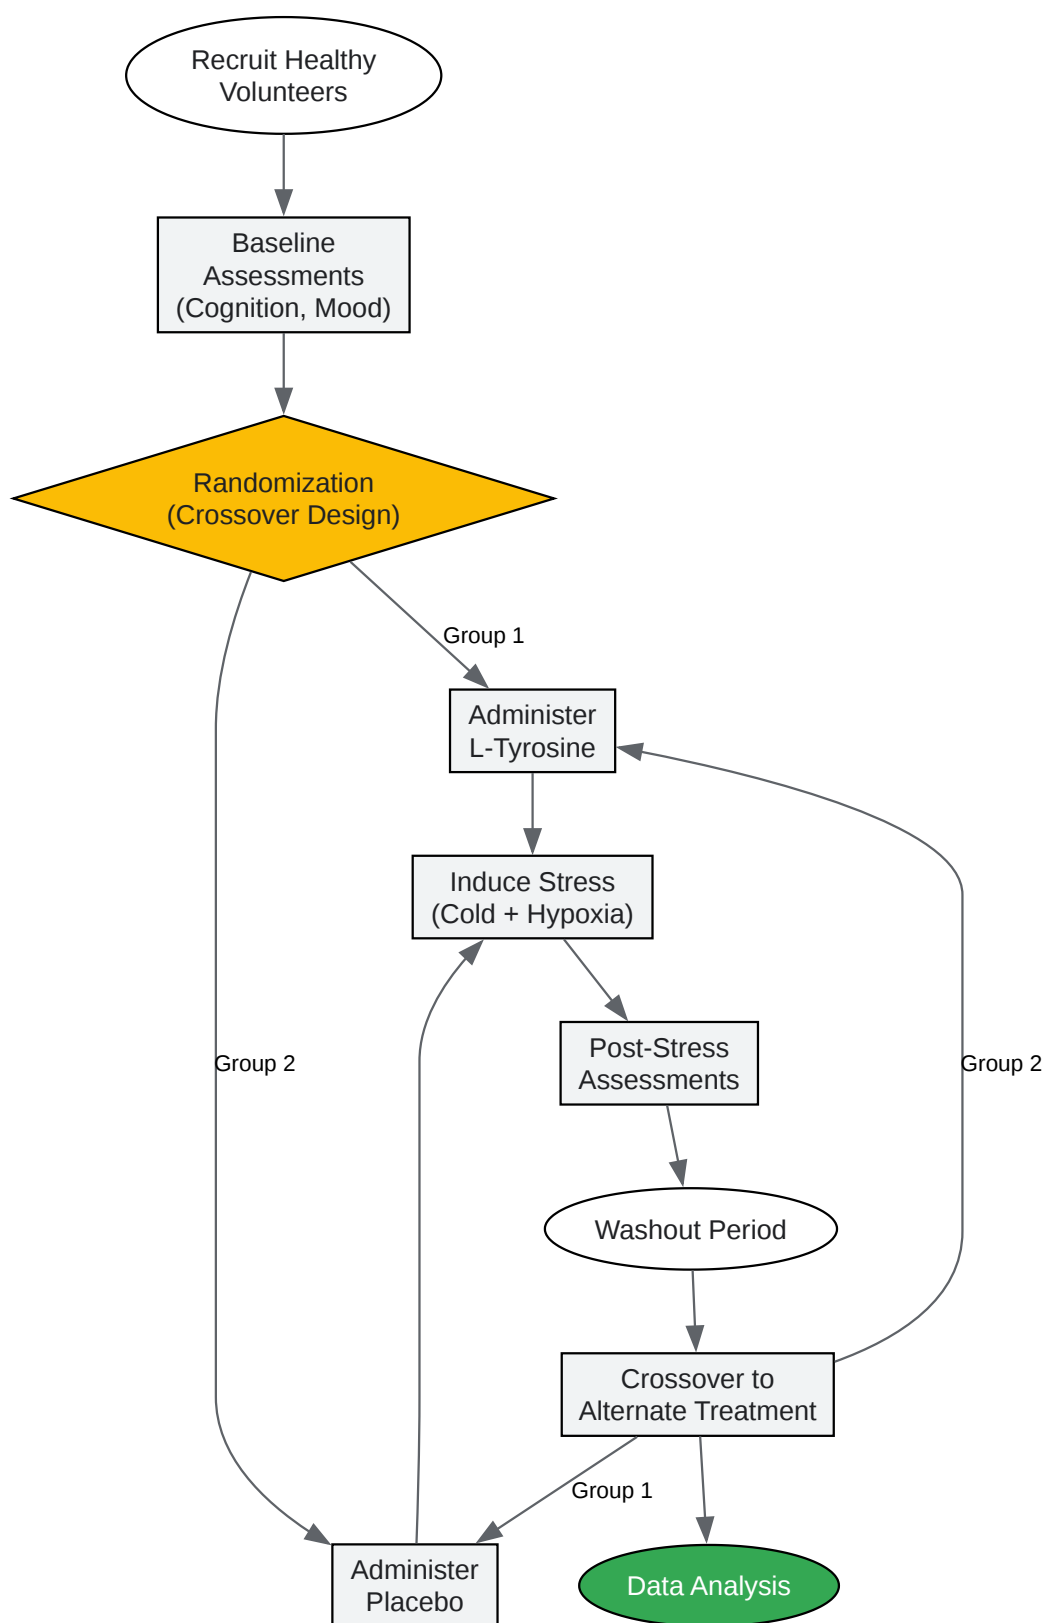 Recruit Healthy
Volunteers
Baseline
Assessments
(Cognition, Mood)
Randomization
(Crossover Design)
Group 1
Administer
L-Tyrosine
Induce Stress
(Cold + Hypoxia)
Post-Stress
Assessments
Group 2
Group 2
Washout Period
Crossover to
Alternate Treatment
Group 1
Administer
Placebo
Data Analysis